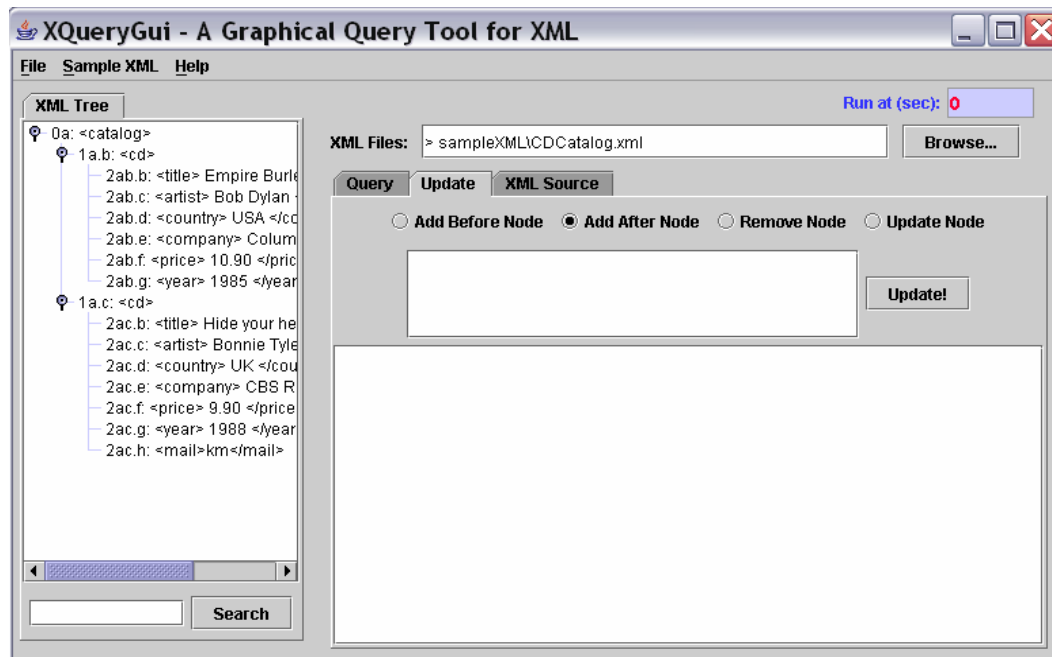 XQueryGui - A Graphical Query Tool for XML
File Sample XML Help
XML Tree
0a: <catalog>
1a.b: <cd>
2ab.b: <title> Empire Burle
2ab.c: <artist> Bob Dylan <
2ab.d: <country> USA </co
2ab.e: <company> Colum
2ab.f: <price> 10.90 </pric
2ab.g: <year> 1985 </year
1a.c: <cd>
2ac.b: <title> Hide your he
2ac.c: <artist> Bonnie Tyle
2ac.d: <country> UK </cou
2ac.e: <company> CBS R
2ac.f: <price> 9.90 </price
2ac.g: <year> 1988 </year
2ac.h: <mail>km</mail>
Search
Run at (sec): 0
XML Files: > sampleXML\CDCatalog.xml Browse...
Query Update XML Source
Add Before Node Add After Node Remove Node Update Node
Update!